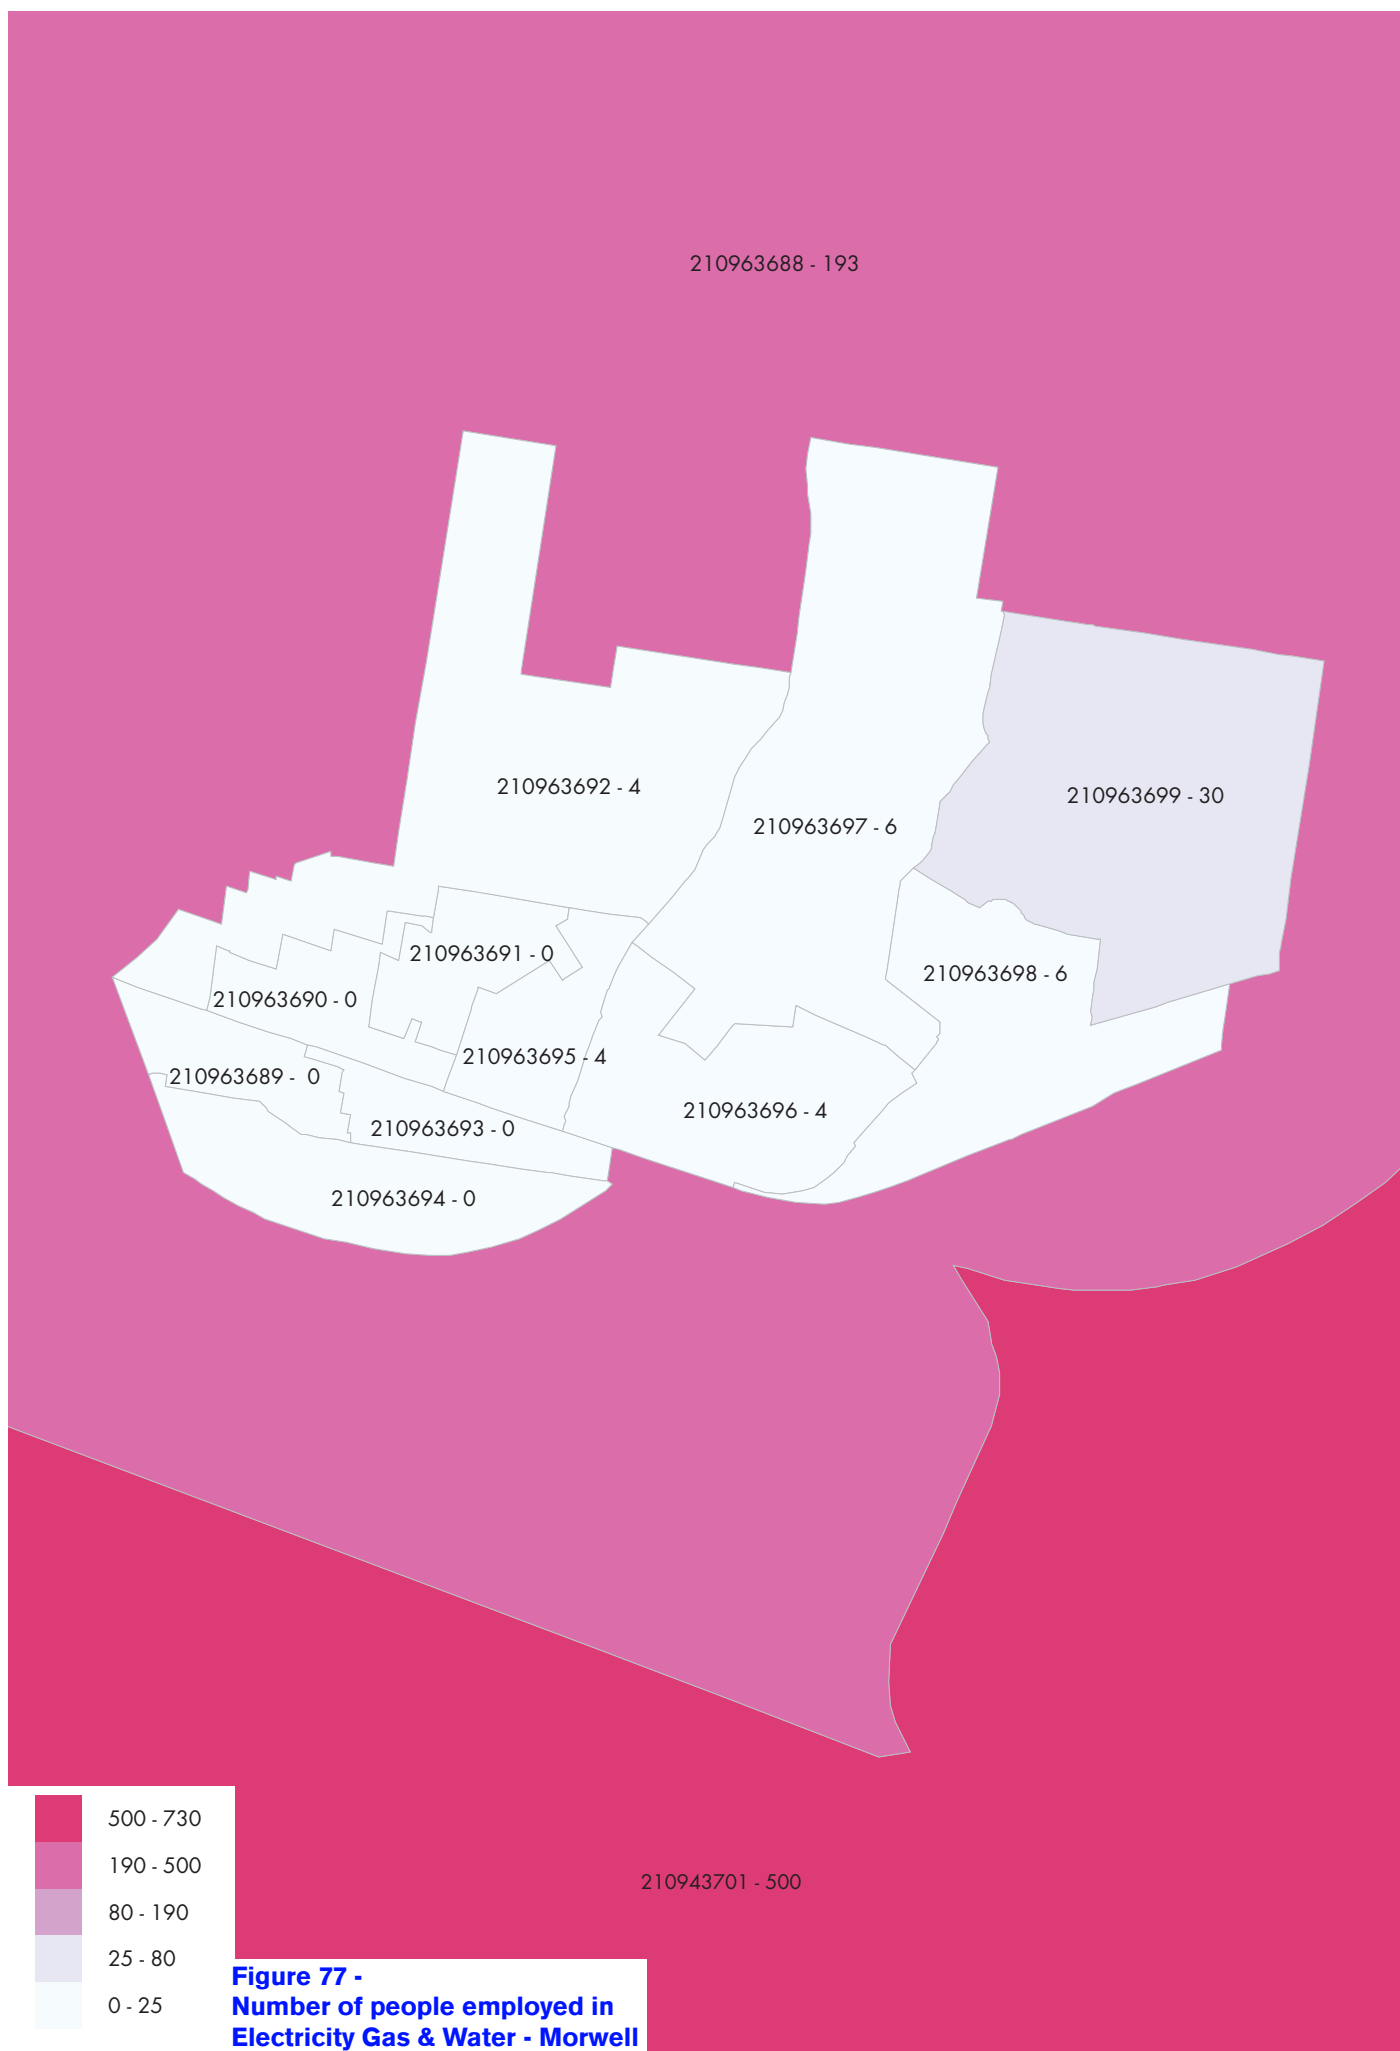 210963688 - 193
210963692 - 4
210963699 - 30
210963697 - 6
210963691 - 0
210963698 - 6
210963690 - 0
210963695 - 4
210963689 -  0
210963696 - 4
210963693 - 0
210963694 - 0
500 - 730
190 - 500
80 - 190
25 - 80
0 - 25
210943701 - 500
Figure 77 -
Number of people employed in
Electricity Gas & Water - Morwell